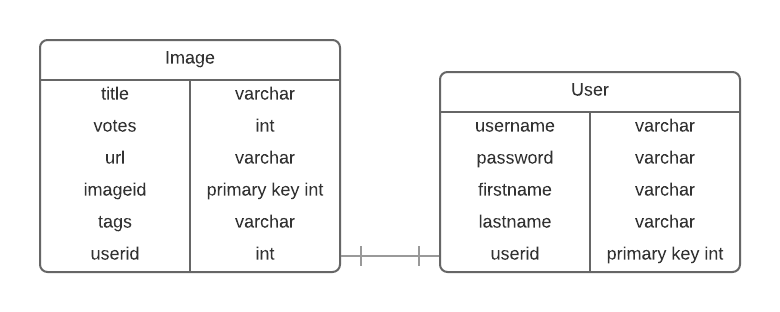 Image
title varchar
votes int
url varchar
imageid primary key int
tags varchar
userid int
User
username varchar
password varchar
firstname varchar
lastname varchar
userid primary key int